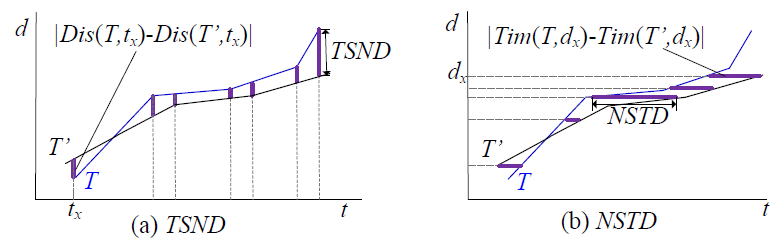 d
|Dis(T,tx)-Dis(T',tx)|
TSND
T'
T
tx
t
(a) TSND
d
|Tim(T,dx)-Tim(T',dx)|
dx
NSTD
T'
T
t
(b) NSTD